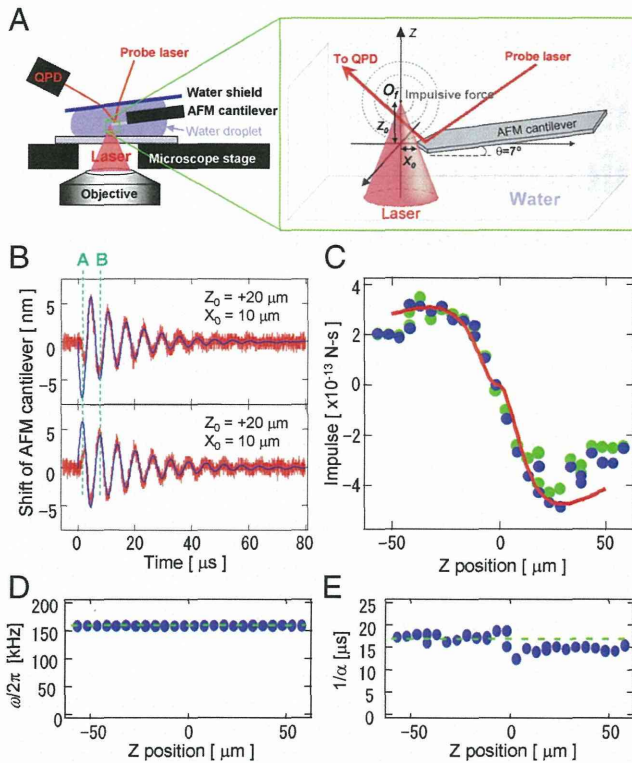 A
QPD
Probe laser
Water shield
AFM cantilever
Water droplet
Laser
Microscope stage
Objective
To QPD
Z
Probe laser
Of
Impulsive force
Z0
AFM cantilever
X0
θ=7°
Laser
Water
B
A B
Z0 = +20 μm
X0 = 10 μm
5
0
-5
Z0 = +20 μm
X0 = 10 μm
5
0
-5
Shift of AFM cantilever [ nm ]
0 20 40 60 80
Time [ μs ]
C
4
2
0
-2
-4
Impulse [ x10-13 N-s ]
-50 0 50
Z position [ μm ]
D
200
150
100
50
0
ω/2π [kHz]
-50 0 50
Z position [ μm ]
E
25
20
15
10
5
0
1/α [μs]
-50 0 50
Z position [ μm ]